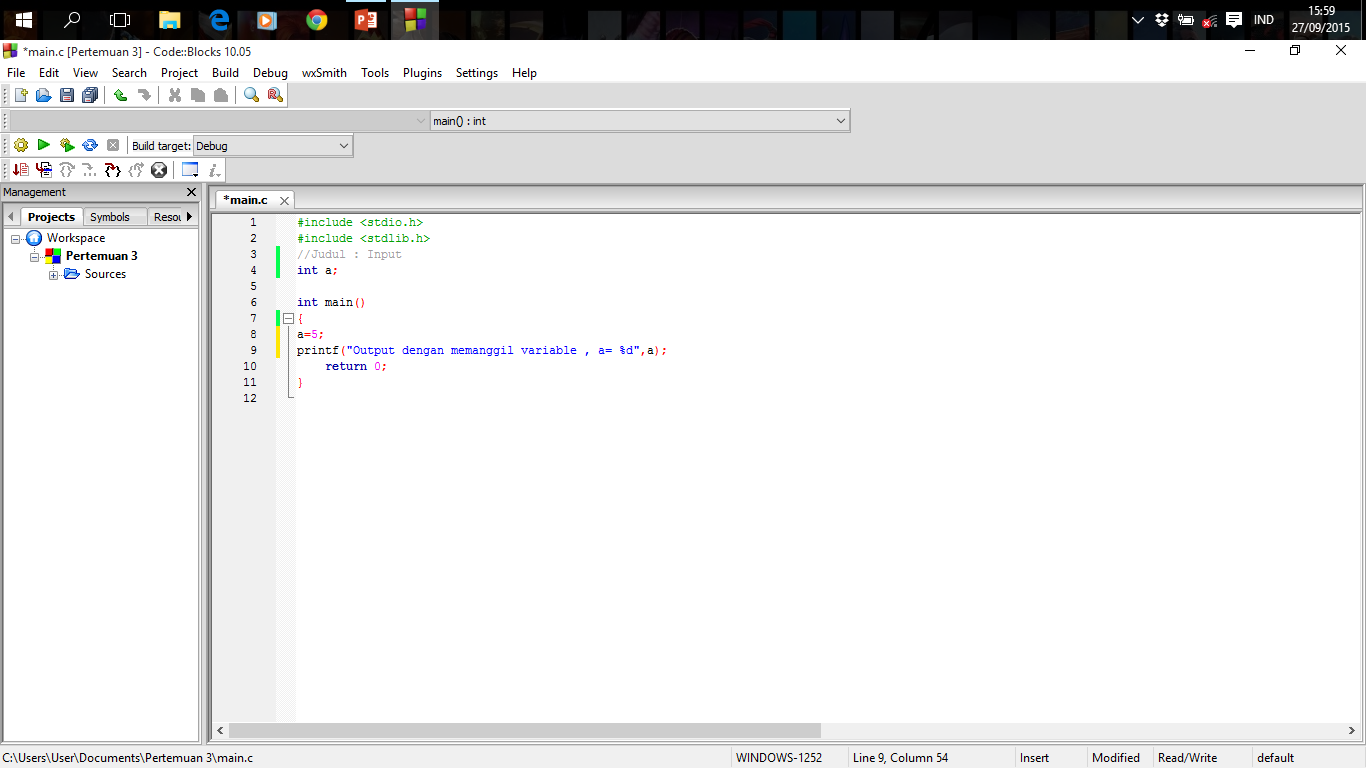 15:59
IND
27/09/2015
*main.c [Pertemuan 3] - Code::Blocks 10.05
File Edit View Search Project Build Debug wxSmith Tools Plugins Settings Help
main() : int
Build target: Debug
Management
Projects Symbols Resou
*main.c
Workspace
Pertemuan 3
Sources
1 #include <stdio.h>
2 #include <stdlib.h>
3 //Judul : Input
4 int a;
5
6 int main()
7 {
8 a=5;
9 printf("Output dengan memanggil variable , a= %d",a);
10 return 0;
11 }
12
C:\Users\User\Documents\Pertemuan 3\main.c WINDOWS-1252 Line 9, Column 54 Insert Modified Read/Write default